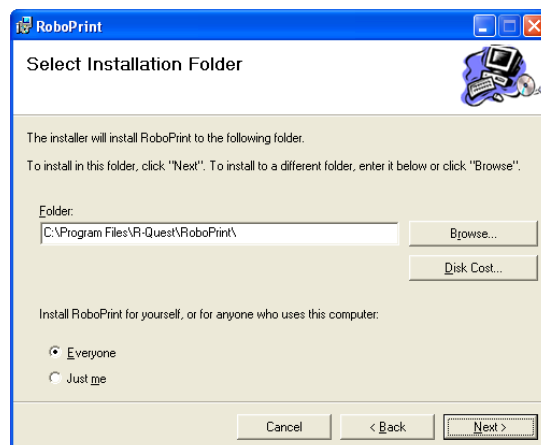 RoboPrint
Select Installation Folder
The installer will install RoboPrint to the following folder.
To install in this folder, click "Next". To install to a different folder, enter it below or click "Browse".
Folder:
C:\Program Files\R-Quest\RoboPrint\
Browse...
Disk Cost...
Install RoboPrint for yourself, or for anyone who uses this computer:
Everyone
Just me
Cancel
< Back
Next >